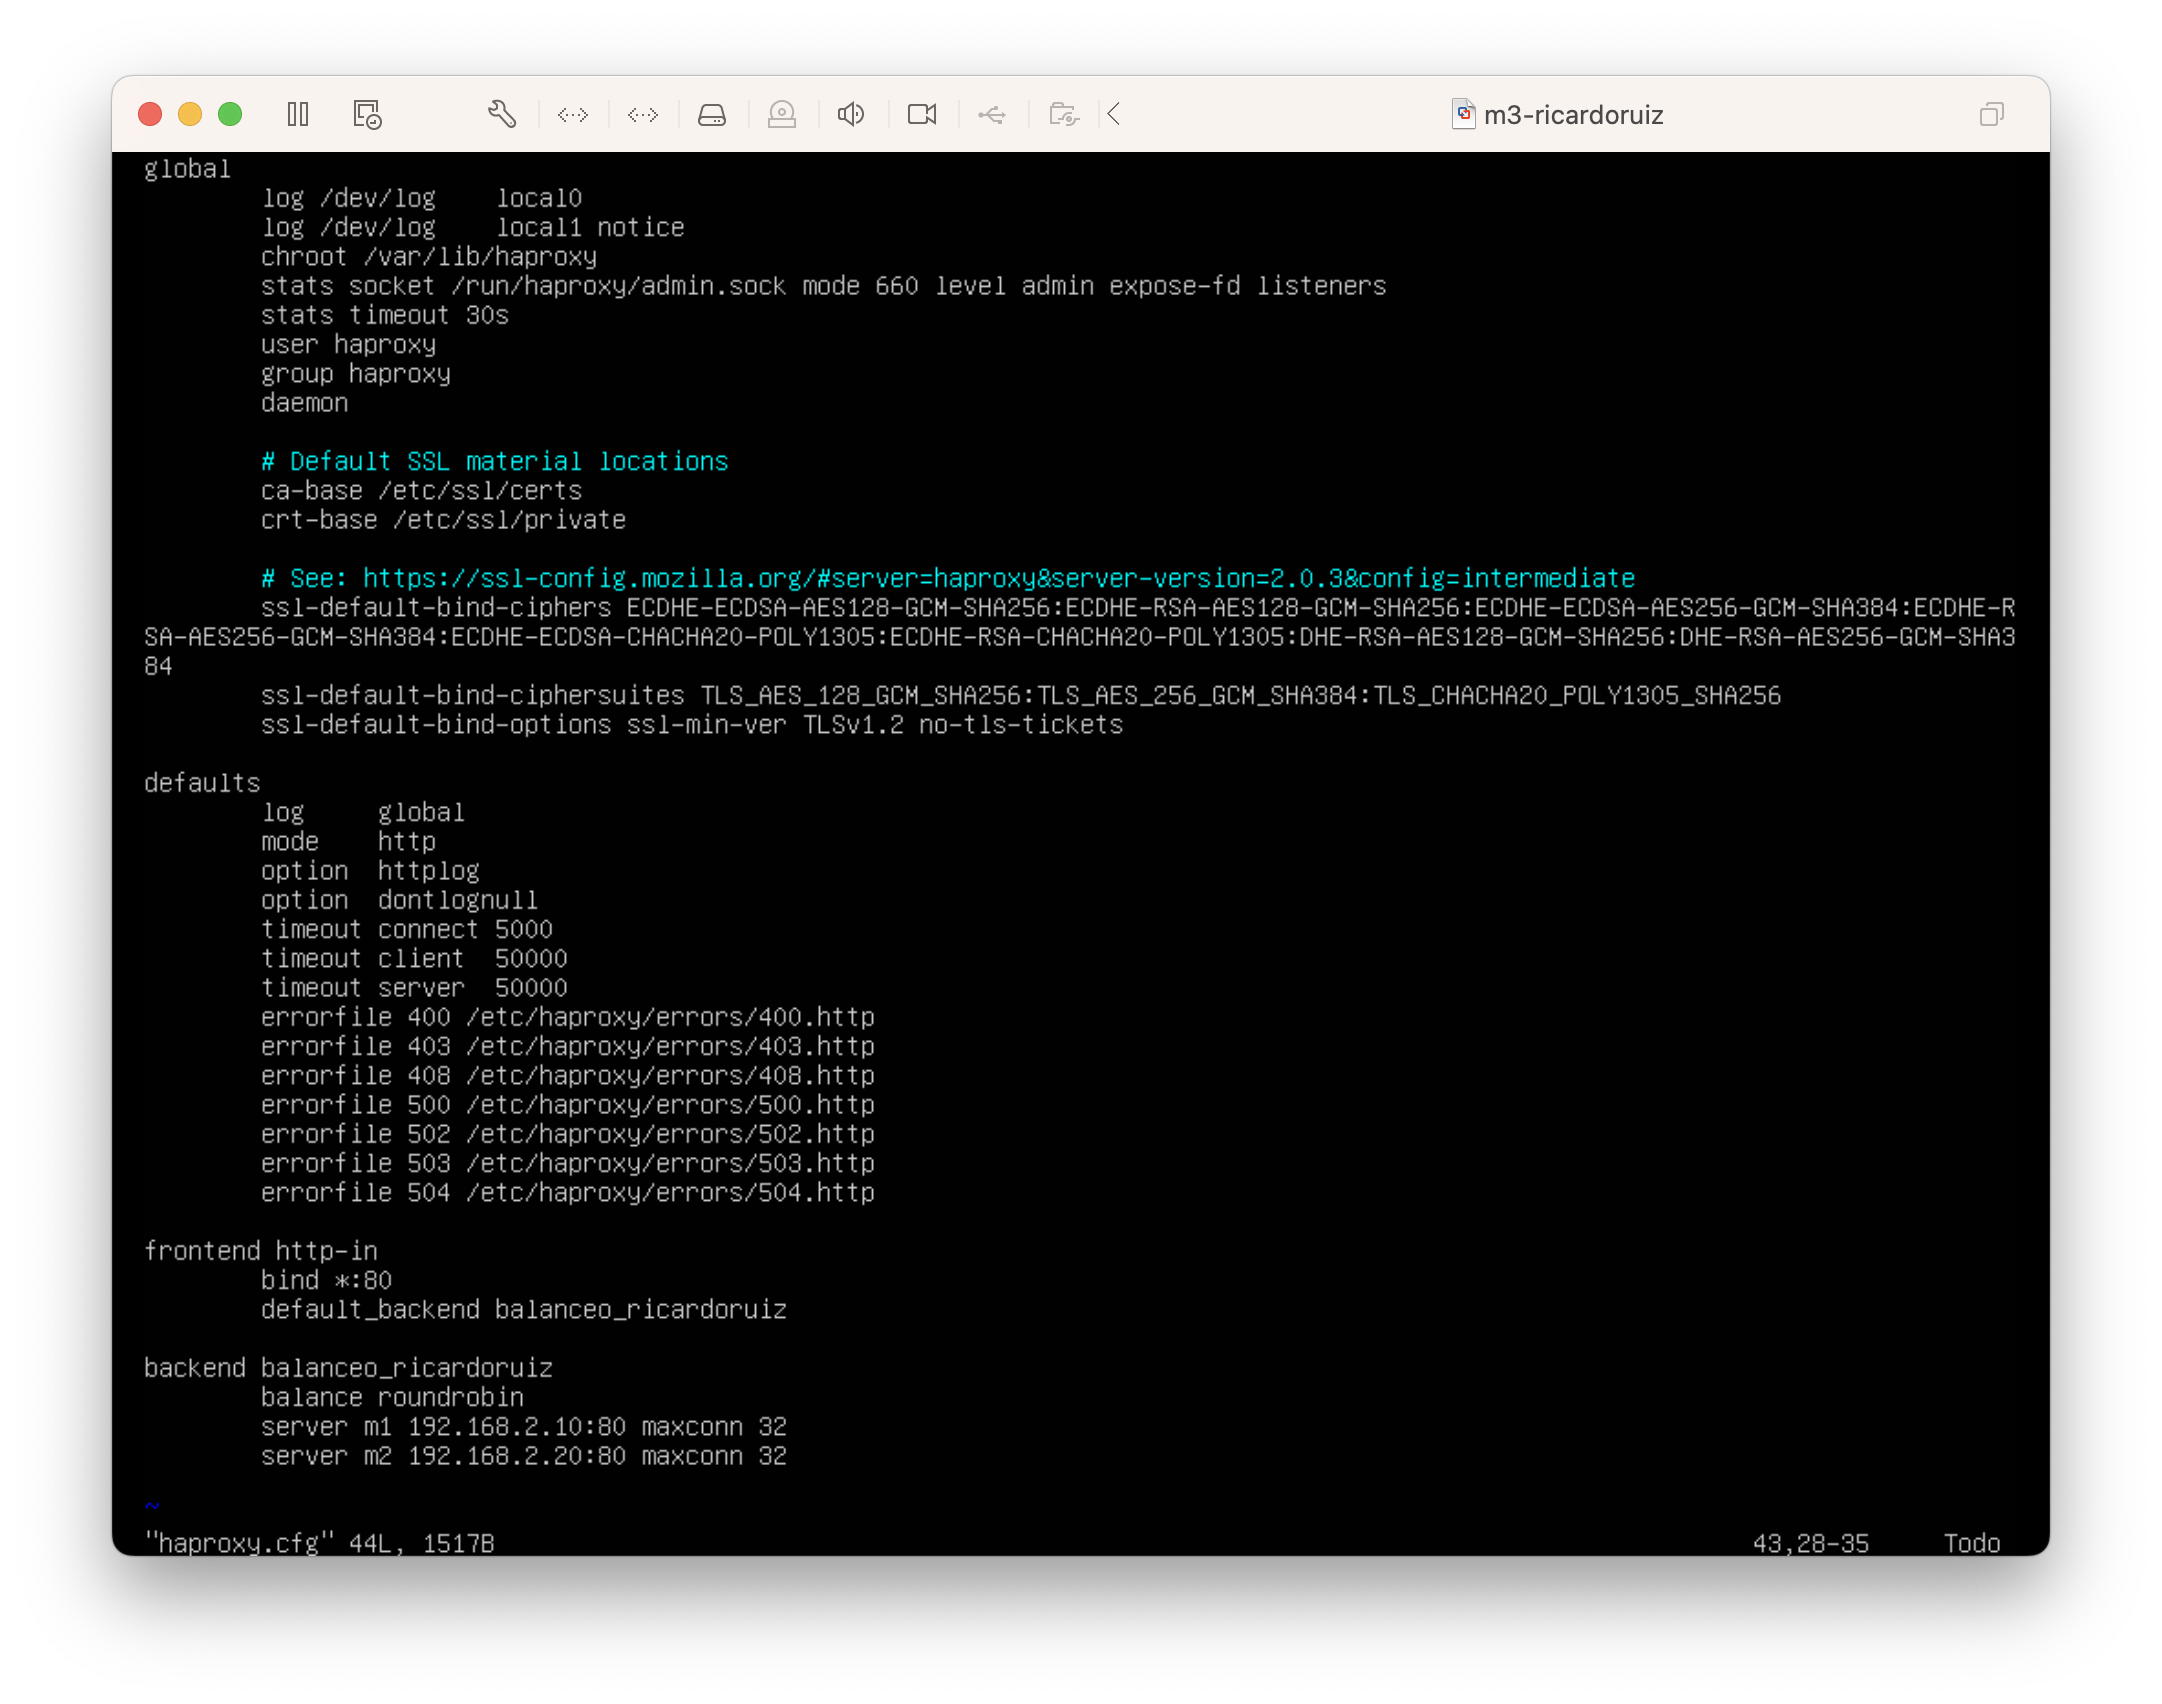 m3-ricardoruiz
global
log /dev/log local0
log /dev/log local1 notice
chroot /var/lib/haproxy
stats socket /run/haproxy/admin.sock mode 660 level admin expose-fd listeners
stats timeout 30s
user haproxy
group haproxy
daemon
# Default SSL material locations
ca-base /etc/ssl/certs
crt-base /etc/ssl/private
# See: https://ssl-config.mozilla.org/#server=haproxy&server-version=2.0.3&config=intermediate
ssl-default-bind-ciphers ECDHE-ECDSA-AES128-GCM-SHA256:ECDHE-RSA-AES128-GCM-SHA256:ECDHE-ECDSA-AES256-GCM-SHA384:ECDHE-R
SA-AES256-GCM-SHA384:ECDHE-ECDSA-CHACHA20-POLY1305:ECDHE-RSA-CHACHA20-POLY1305:DHE-RSA-AES128-GCM-SHA256:DHE-RSA-AES256-GCM-SHA3
84
ssl-default-bind-ciphersuites TLS_AES_128_GCM_SHA256:TLS_AES_256_GCM_SHA384:TLS_CHACHA20_POLY1305_SHA256
ssl-default-bind-options ssl-min-ver TLSv1.2 no-tls-tickets
defaults
log global
mode http
option httplog
option dontlognull
timeout connect 5000
timeout client 50000
timeout server 50000
errorfile 400 /etc/haproxy/errors/400.http
errorfile 403 /etc/haproxy/errors/403.http
errorfile 408 /etc/haproxy/errors/408.http
errorfile 500 /etc/haproxy/errors/500.http
errorfile 502 /etc/haproxy/errors/502.http
errorfile 503 /etc/haproxy/errors/503.http
errorfile 504 /etc/haproxy/errors/504.http
frontend http-in
bind *:80
default_backend balanceo_ricardoruiz
backend balanceo_ricardoruiz
balance roundrobin
server m1 192.168.2.10:80 maxconn 32
server m2 192.168.2.20:80 maxconn 32
~
"haproxy.cfg" 44L, 1517B 43,28-35 Todo